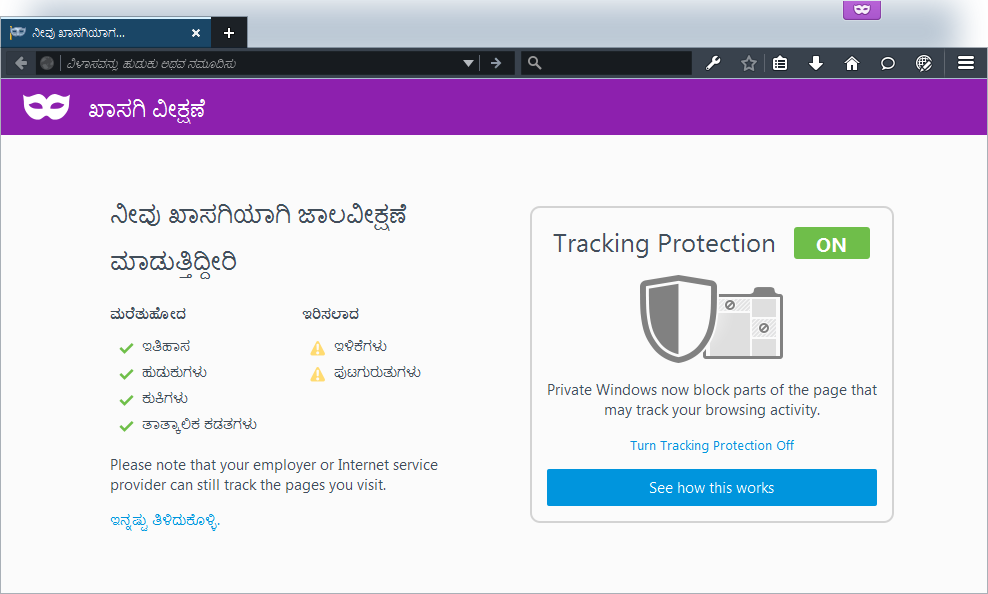 ನೀವು ಖಾಸಗಿಯಾಗ...
ವಿಳಾಸವನ್ನು ಹುಡುಕು ಅಥವ ನಮೂದಿಸು
ಖಾಸಗಿ ವೀಕ್ಷಣೆ
ನೀವು ಖಾಸಗಿಯಾಗಿ ಜಾಲವೀಕ್ಷಣೆ
ಮಾಡುತ್ತಿದ್ದೀರಿ
ಮರೆತುಹೋದ
ಇತಿಹಾಸ
ಹುಡುಕುಗಳು
ಕುಕಿಗಳು
ತಾತ್ಕಾಲಿಕ ಕಡತಗಳು
ಇರಿಸಲಾದ
ಇಳಿಕೆಗಳು
ಪುಟಗುರುತುಗಳು
Please note that your employer or Internet service
provider can still track the pages you visit.
ಇನ್ನಷ್ಟು ತಿಳಿದುಕೊಳ್ಳಿ.
Tracking Protection ON
Private Windows now block parts of the page that
may track your browsing activity.
Turn Tracking Protection Off
See how this works